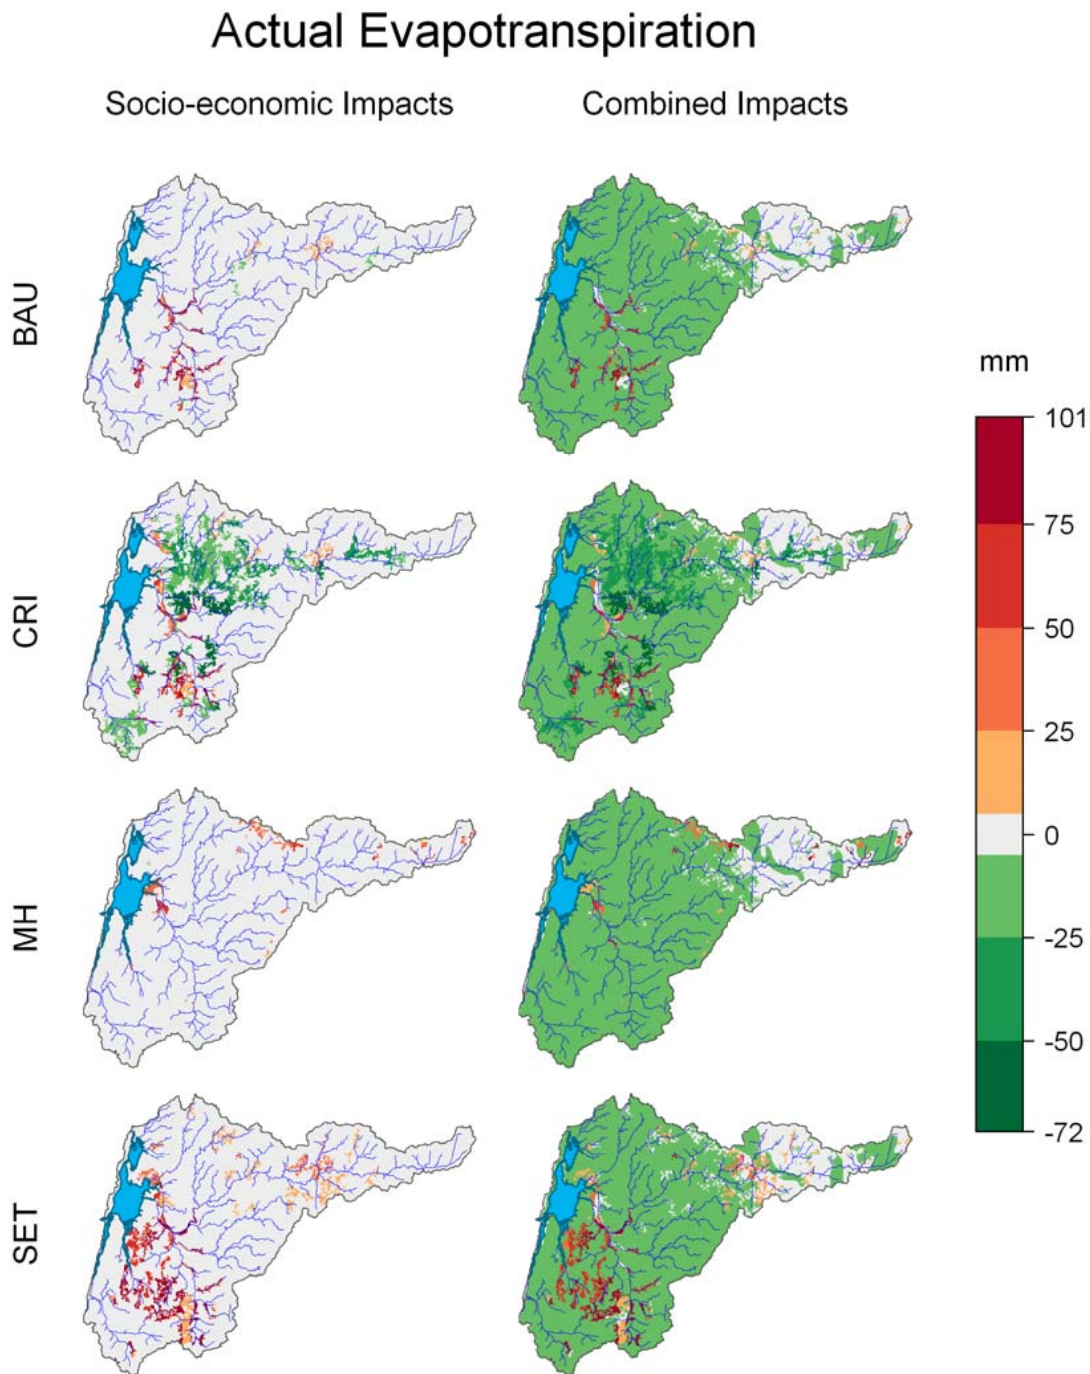 Actual Evapotranspiration
Socio-economic Impacts
Combined Impacts
BAU
CRI
MH
SET
mm
101
75
50
25
0
-25
-50
-72